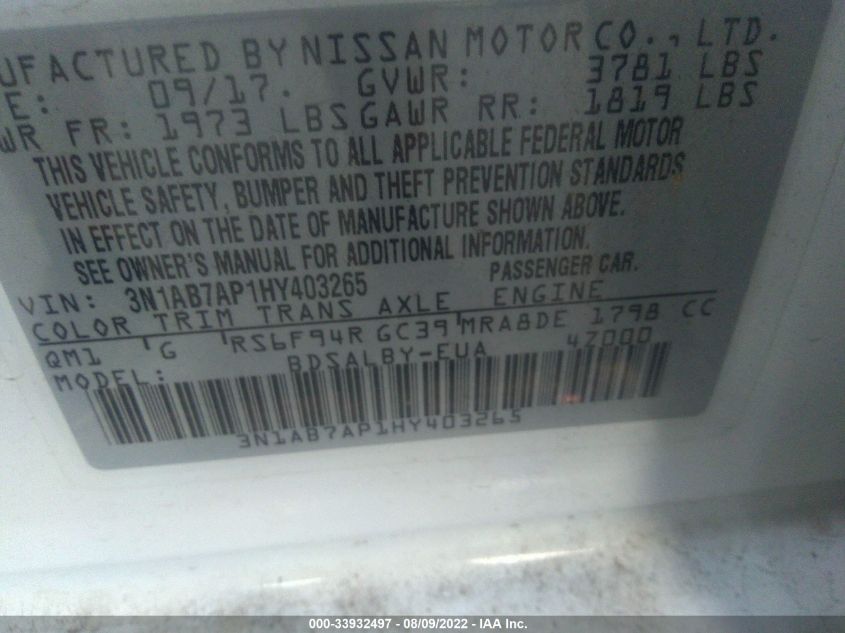 UFACTURED BY NISSAN MOTOR CO., LTD.
E: 09/17. GVWR: 3781 LBS
WR FR: 1973 LBS GAWR RR: 1819 LBS
THIS VEHICLE CONFORMS TO ALL APPLICABLE FEDERAL MOTOR
VEHICLE SAFETY, BUMPER AND THEFT PREVENTION STANDARDS
IN EFFECT ON THE DATE OF MANUFACTURE SHOWN ABOVE.
SEE OWNER'S MANUAL FOR ADDITIONAL INFORMATION.
VIN: 3N1AB7AP1HY403265 PASSENGER CAR.
COLOR TRIM TRANS AXLE ENGINE
QM1 G RS6F94R GC39 MRA8DE 1798 CC
MODEL: BDSALBY-EUA 47000
3N1AB7AP1HY403265
000-33932497 - 08/09/2022 - IAA Inc.